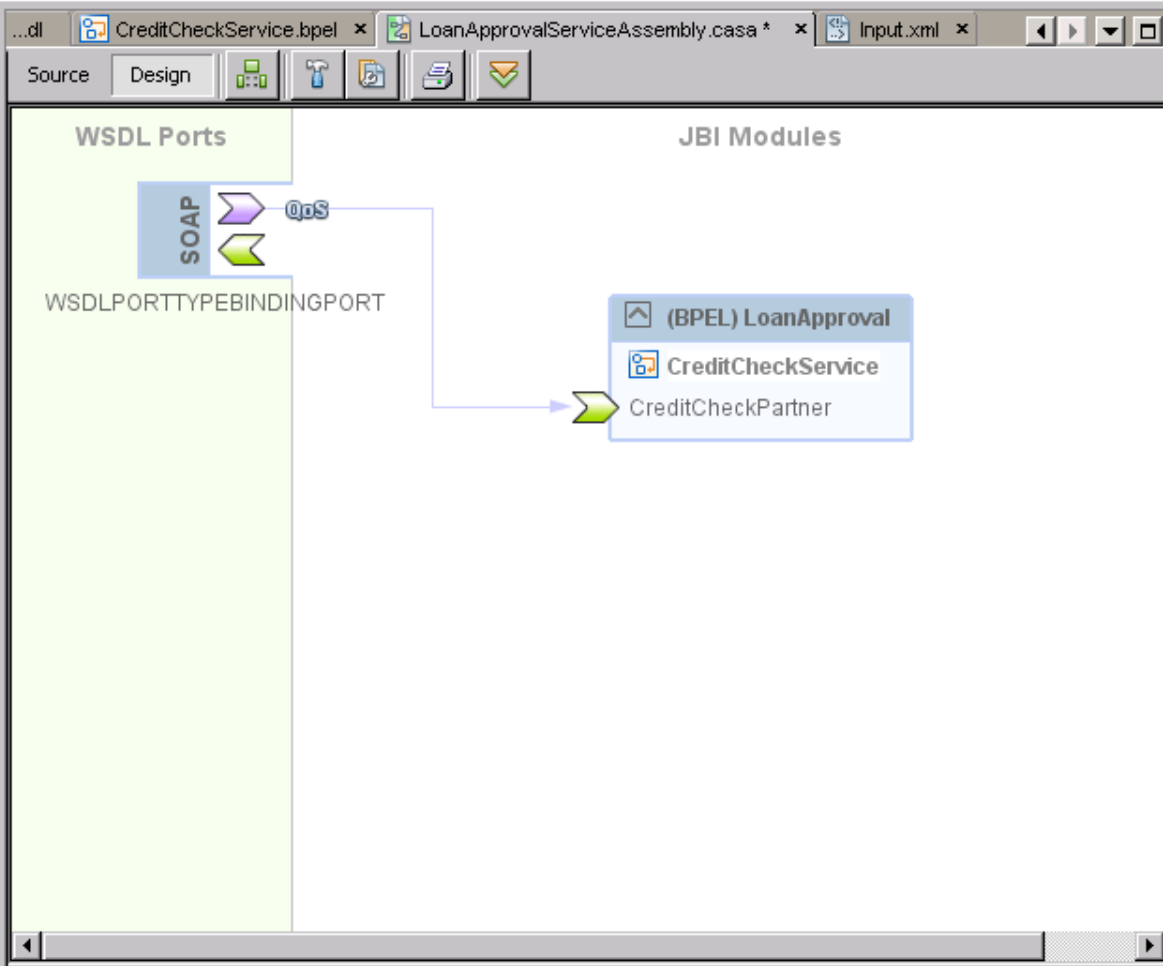 ...dl CreditCheckService.bpel LoanApprovalServiceAssembly.casa * Input.xml
Source Design
WSDL Ports JBI Modules
SOAP
QoS
WSDLPORTTYPEBINDINGPORT
(BPEL) LoanApproval
CreditCheckService
CreditCheckPartner